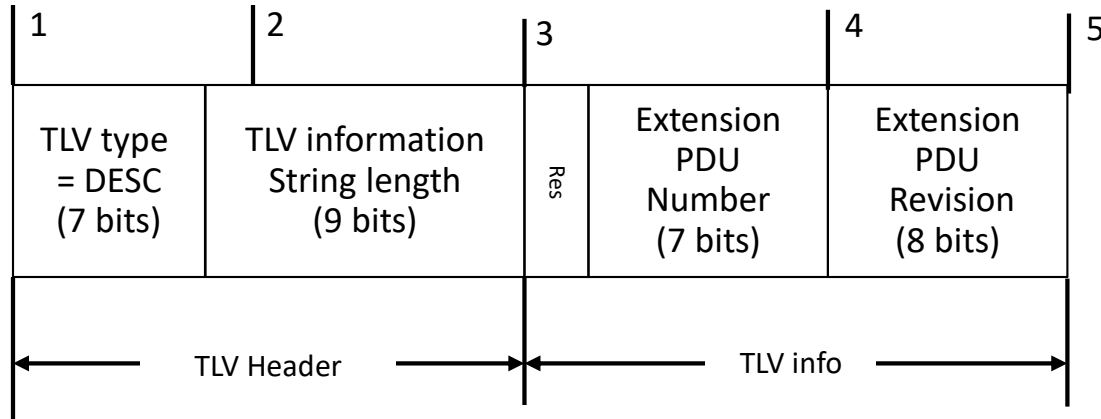 1
2
3
4
5
TLV type
= DESC
(7 bits)
TLV information
String length
(9 bits)
Res
Extension
PDU
Number
(7 bits)
Extension
PDU
Revision
(8 bits)
TLV Header
TLV info